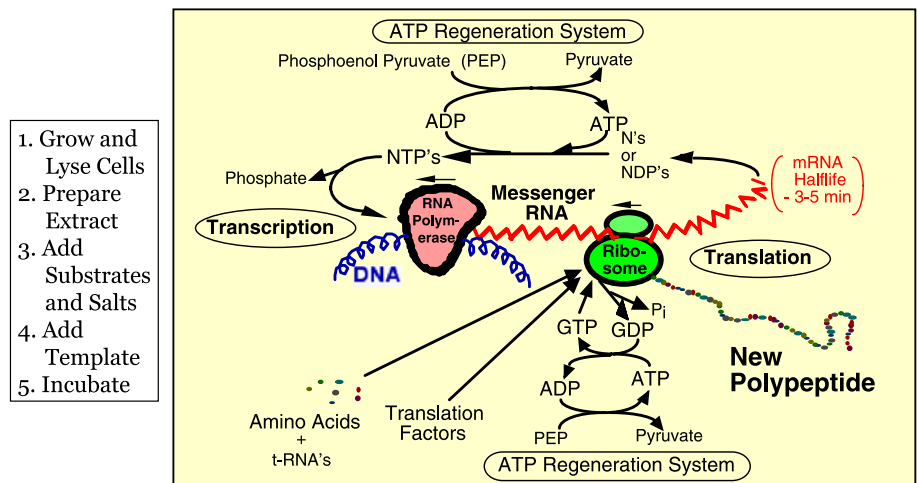 1. Grow and
Lyse Cells
2. Prepare
Extract
3. Add
Substrates
and Salts
4. Add
Template
5. Incubate
ATP Regeneration System
Phosphoenol Pyruvate (PEP)
Pyruvate
ADP
ATP
N's
or
NDP's
NTP's
Phosphate
mRNA
Halflife
- 3-5 min
Messenger
RNA
RNA
Polym-
erase
Transcription
DNA
Ribo-
some
Translation
Pi
GTP
GDP
New
Polypeptide
ADP
ATP
Amino Acids
+
t-RNA's
Translation
Factors
PEP
Pyruvate
ATP Regeneration System